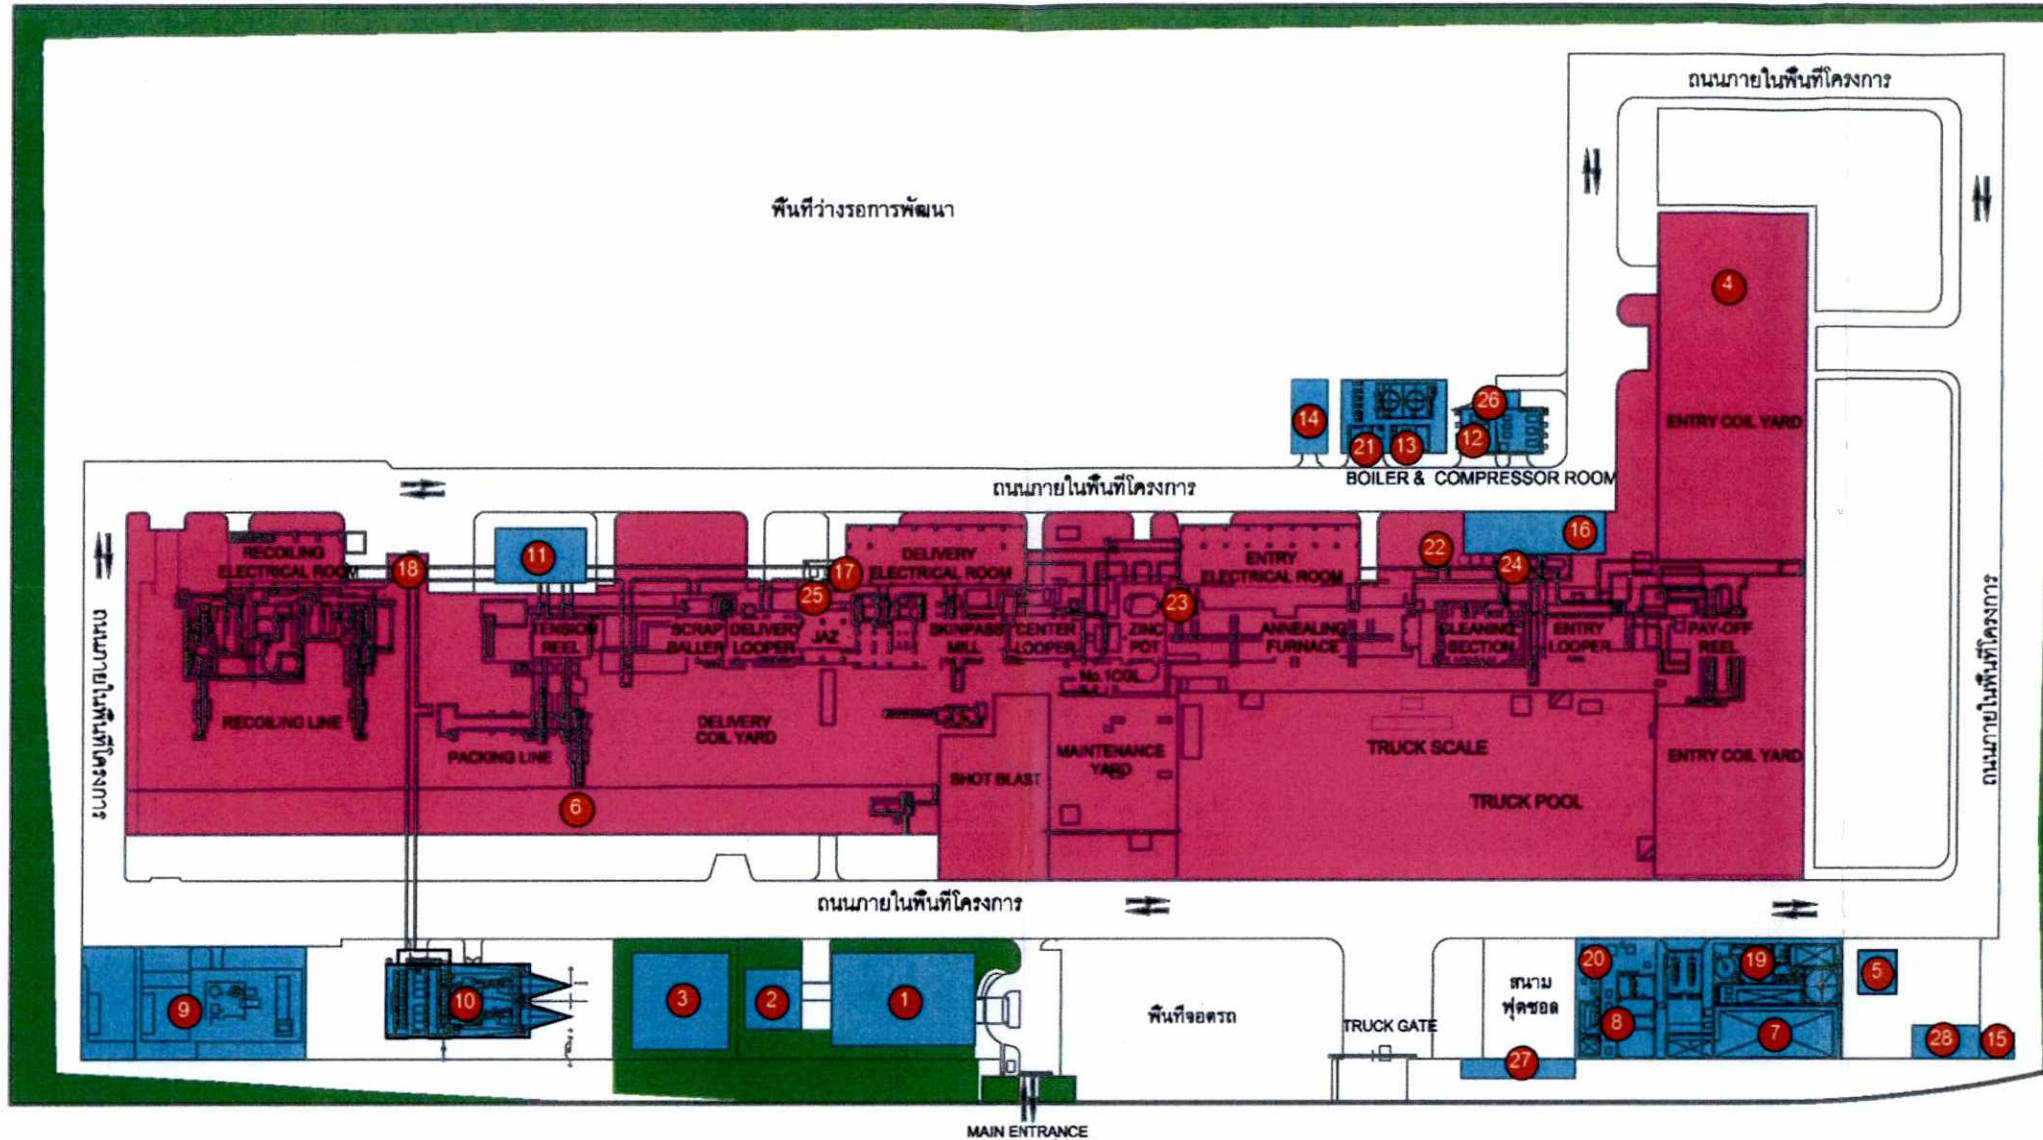 ถนนภายในพื้นที่โครงการ
พื้นที่ว่างรอการพัฒนา
4
ENTRY COIL YARD
14
21
13
12
26
BOILER & COMPRESSOR ROOM
ถนนภายในพื้นที่โครงการ
RECOILING
ELECTRICAL ROOM
18
11
17
25
DELIVERY
ELECTRICAL ROOM
ENTRY
ELECTRICAL ROOM
22
16
24
23
TENSION
REEL
SCRAP
BALLER
DELIVERY
LOOPER
JAZ
SKINPASS
MILL
CENTER
LOOPER
ZINC
POT
No.1CGL
ANNEALING
FURNACE
CLEANING
SECTION
ENTRY
LOOPER
PAY-OFF
REEL
ถนนภายในพื้นที่โครงการ
ถนนภายในพื้นที่โครงการ
RECOILING LINE
PACKING LINE
DELIVERY
COIL YARD
6
SHOT BLAST
MAINTENANCE
YARD
TRUCK SCALE
TRUCK POOL
ENTRY COIL YARD
ถนนภายในพื้นที่โครงการ
9
10
3
2
1
พื้นที่จอดรถ
TRUCK GATE
สนาม
ฟุตซอล
20
8
19
7
5
27
28
15
MAIN ENTRANCE